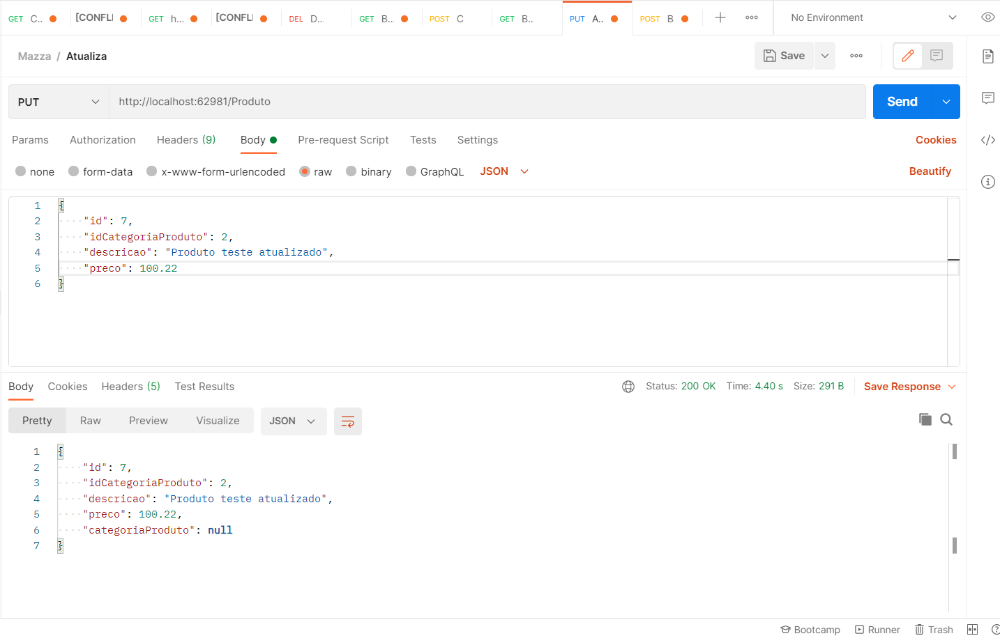 GET C.. [CONFLI GET h... [CONFLI DEL D... GET B... POST C GET B... PUT A.. POST B No Environment
Mazza / Atualiza Save
PUT http://localhost:62981/Produto Send
Params Authorization Headers (9) Body Pre-request Script Tests Settings Cookies
none form-data x-www-form-urlencoded raw binary GraphQL JSON Beautify
1 {
2 "id": 7,
3 "idCategoriaProduto": 2,
4 "descricao": "Produto teste atualizado",
5 "preco": 100.22
6 }
Body Cookies Headers (5) Test Results Status: 200 OK Time: 4.40 s Size: 291 B Save Response
Pretty Raw Preview Visualize JSON
1 {
2 "id": 7,
3 "idCategoriaProduto": 2,
4 "descricao": "Produto teste atualizado",
5 "preco": 100.22,
6 "categoriaProduto": null
7 }
Bootcamp Runner Trash